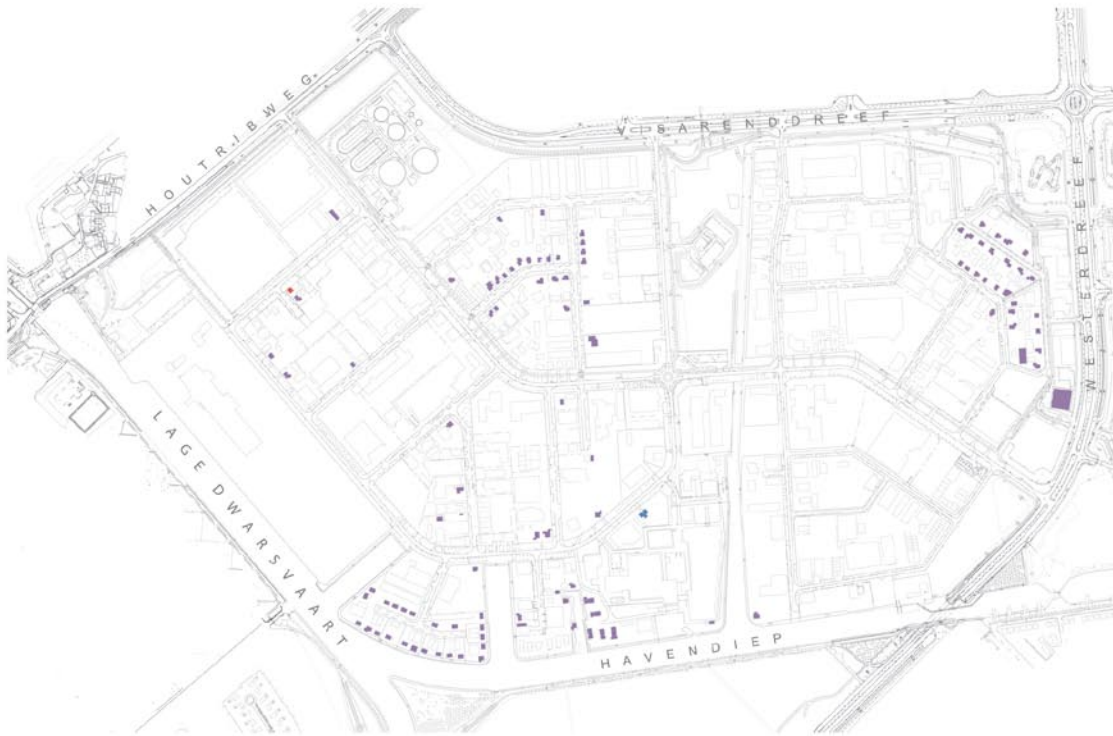 HOUTRIBWEG
VISARENDDREEF
WESTERDREEF
LAGE DWARSVAART
HAVENDIEP